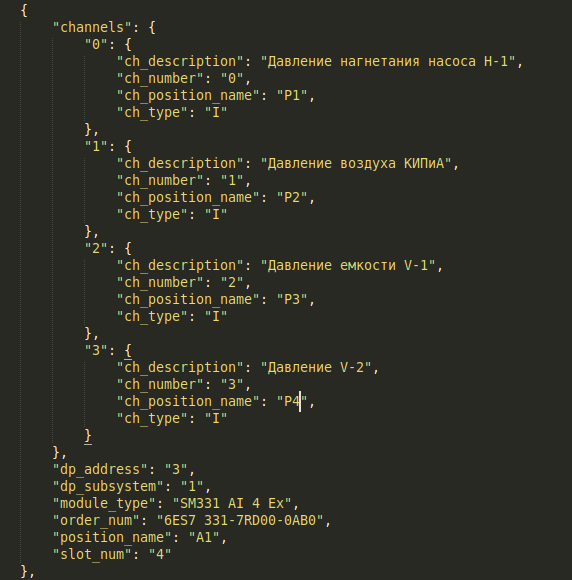 {
"channels": {
"0": {
"ch_description": "Давление нагнетания насоса Н-1",
"ch_number": "0",
"ch_position_name": "P1",
"ch_type": "I"
},
"1": {
"ch_description": "Давление воздуха КИПиА",
"ch_number": "1",
"ch_position_name": "P2",
"ch_type": "I"
},
"2": {
"ch_description": "Давление емкости V-1",
"ch_number": "2",
"ch_position_name": "P3",
"ch_type": "I"
},
"3": {
"ch_description": "Давление V-2",
"ch_number": "3",
"ch_position_name": "P4",
"ch_type": "I"
}
},
"dp_address": "3",
"dp_subsystem": "1",
"module_type": "SM331 AI 4 Ex",
"order_num": "6ES7 331-7RD00-0AB0",
"position_name": "A1",
"slot_num": "4"
},